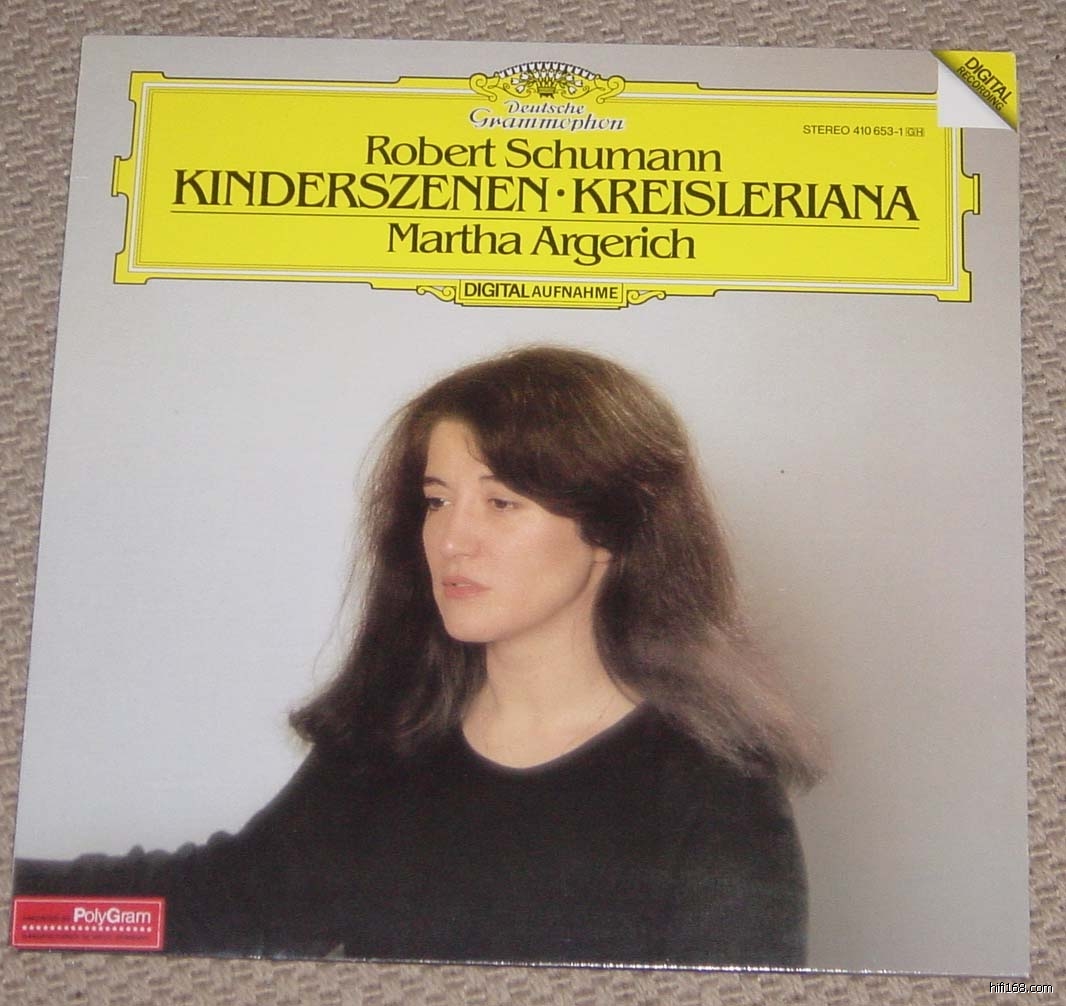 DIGITAL
RECORDING
Deutsche
Grammophon
STEREO 410 653-1 GH
Robert Schumann
KINDERSZENEN · KREISLERIANA
Martha Argerich
DIGITAL AUFNAHME
PolyGram
hifi168.com